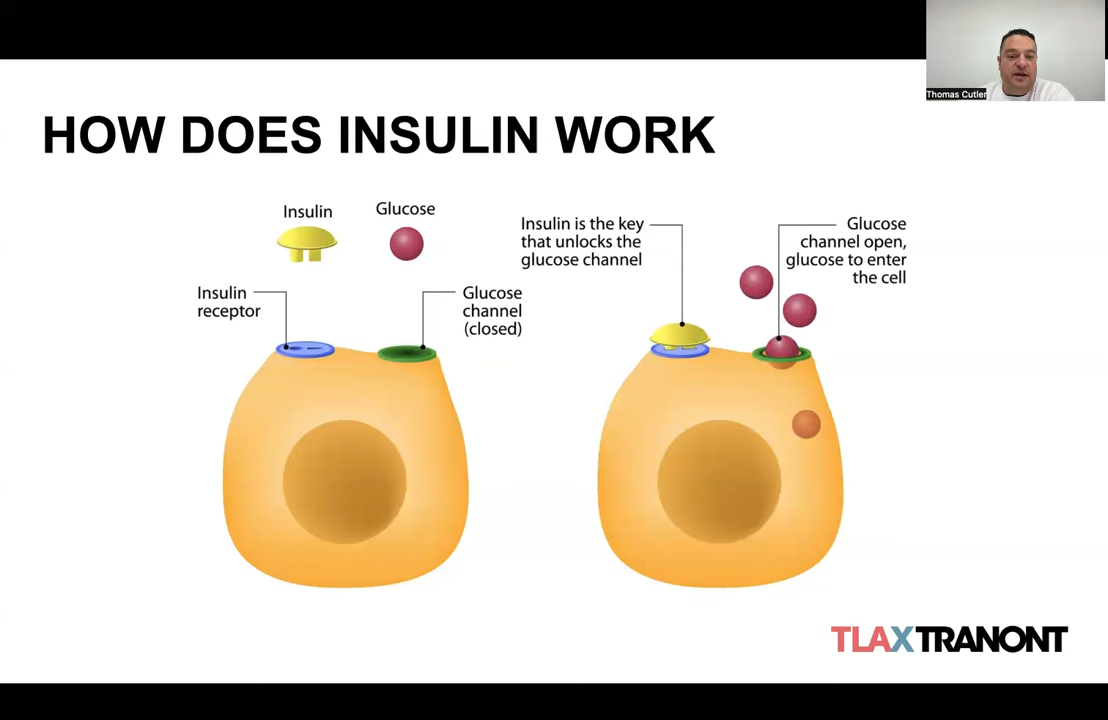 Thomas Cutler
HOW DOES INSULIN WORK
Insulin
Glucose
Insulin
receptor
Glucose
channel
(closed)
Insulin is the key
that unlocks the
glucose channel
Glucose
channel open,
glucose to enter
the cell
TLAXTRANONT